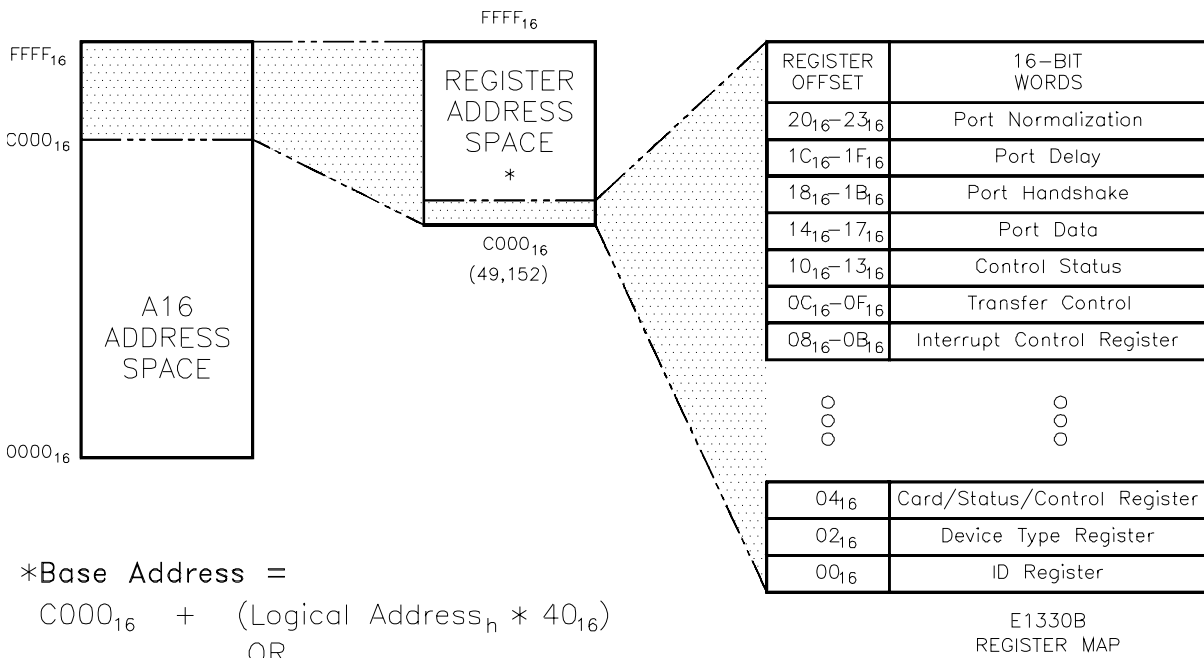 FFFF16
C00016
A16
ADDRESS
SPACE
000016
FFFF16
REGISTER
ADDRESS
SPACE
*
C00016
(49,152)
REGISTER OFFSET 16-BIT WORDS
2016-2316 Port Normalization
1C16-1F16 Port Delay
1816-1B16 Port Handshake
1416-1716 Port Data
1016-1316 Control Status
0C16-0F16 Transfer Control
0816-0B16 Interrupt Control Register
0416 Card/Status/Control Register
0216 Device Type Register
0016 ID Register
E1330B
REGISTER MAP
*Base Address =
C00016 + (Logical Addressh * 4016)
OR